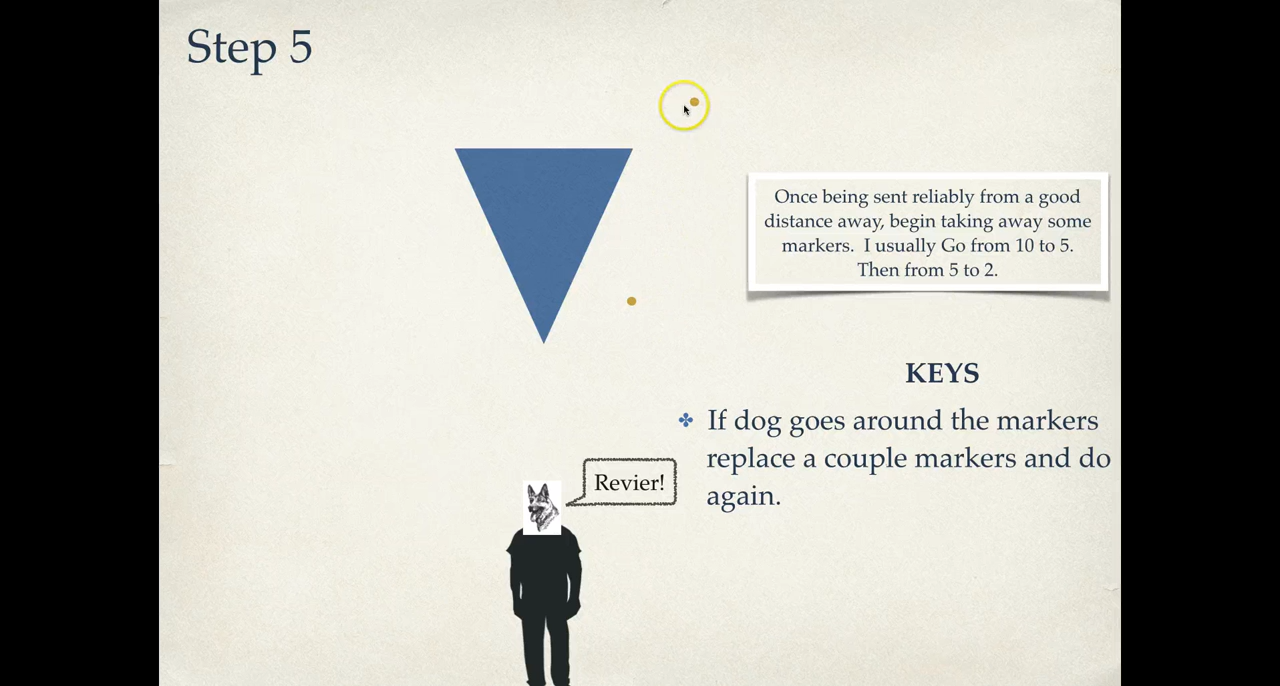 Step 5
Once being sent reliably from a good
distance away, begin taking away some
markers. I usually Go from 10 to 5.
Then from 5 to 2.
KEYS
If dog goes around the markers
replace a couple markers and do
again.
Revier!